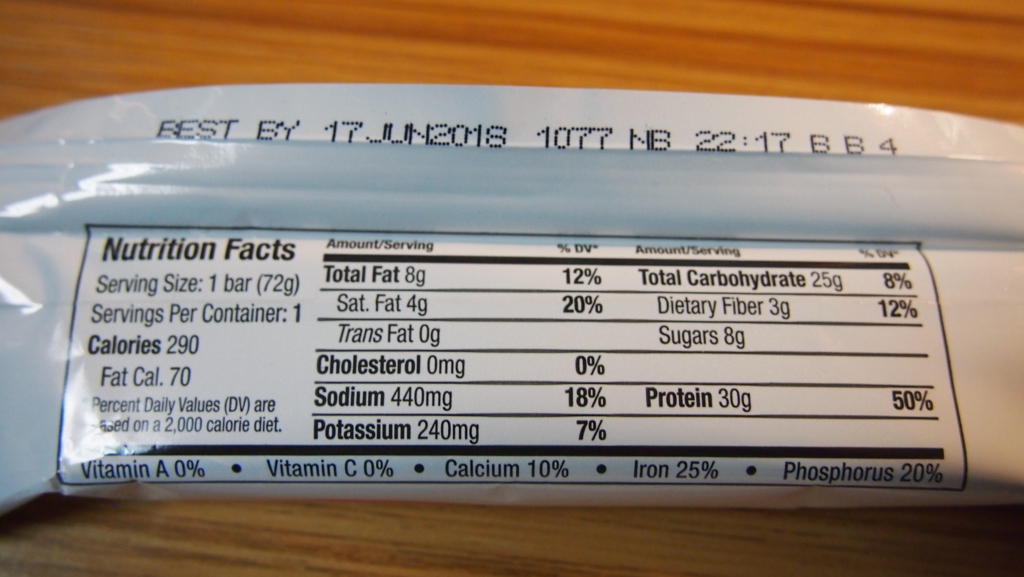 BEST BY 17JUN2018 1077 NB 22:17 B B 4
Nutrition Facts
Serving Size: 1 bar (72g)
Servings Per Container: 1
Calories 290
Fat Cal. 70
Percent Daily Values (DV) are
based on a 2,000 calorie diet.
Amount/Serving % DV*
Total Fat 8g 12%
Sat. Fat 4g 20%
Trans Fat 0g
Cholesterol 0mg 0%
Sodium 440mg 18%
Potassium 240mg 7%
Amount/Serving % DV*
Total Carbohydrate 25g 8%
Dietary Fiber 3g 12%
Sugars 8g
Protein 30g 50%
Vitamin A 0% • Vitamin C 0% • Calcium 10% • Iron 25% • Phosphorus 20%